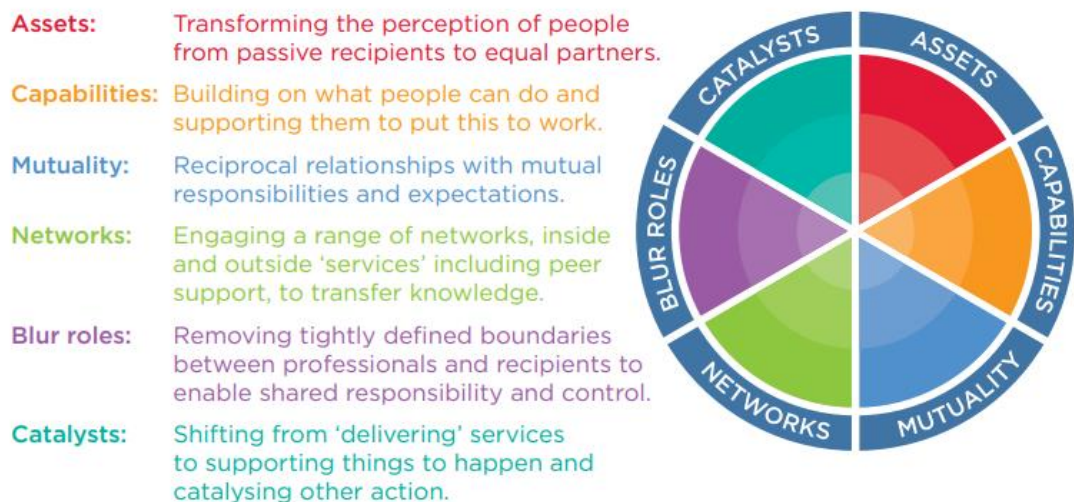 Assets: Transforming the perception of people
from passive recipients to equal partners.
Capabilities: Building on what people can do and
supporting them to put this to work.
Mutuality: Reciprocal relationships with mutual
responsibilities and expectations.
Networks: Engaging a range of networks, inside
and outside ‘services’ including peer
support, to transfer knowledge.
Blur roles: Removing tightly defined boundaries
between professionals and recipients to
enable shared responsibility and control.
Catalysts: Shifting from ‘delivering’ services
to supporting things to happen and
catalysing other action.
ASSETS
CAPABILITIES
MUTUALITY
NETWORKS
BLUR ROLES
CATALYSTS